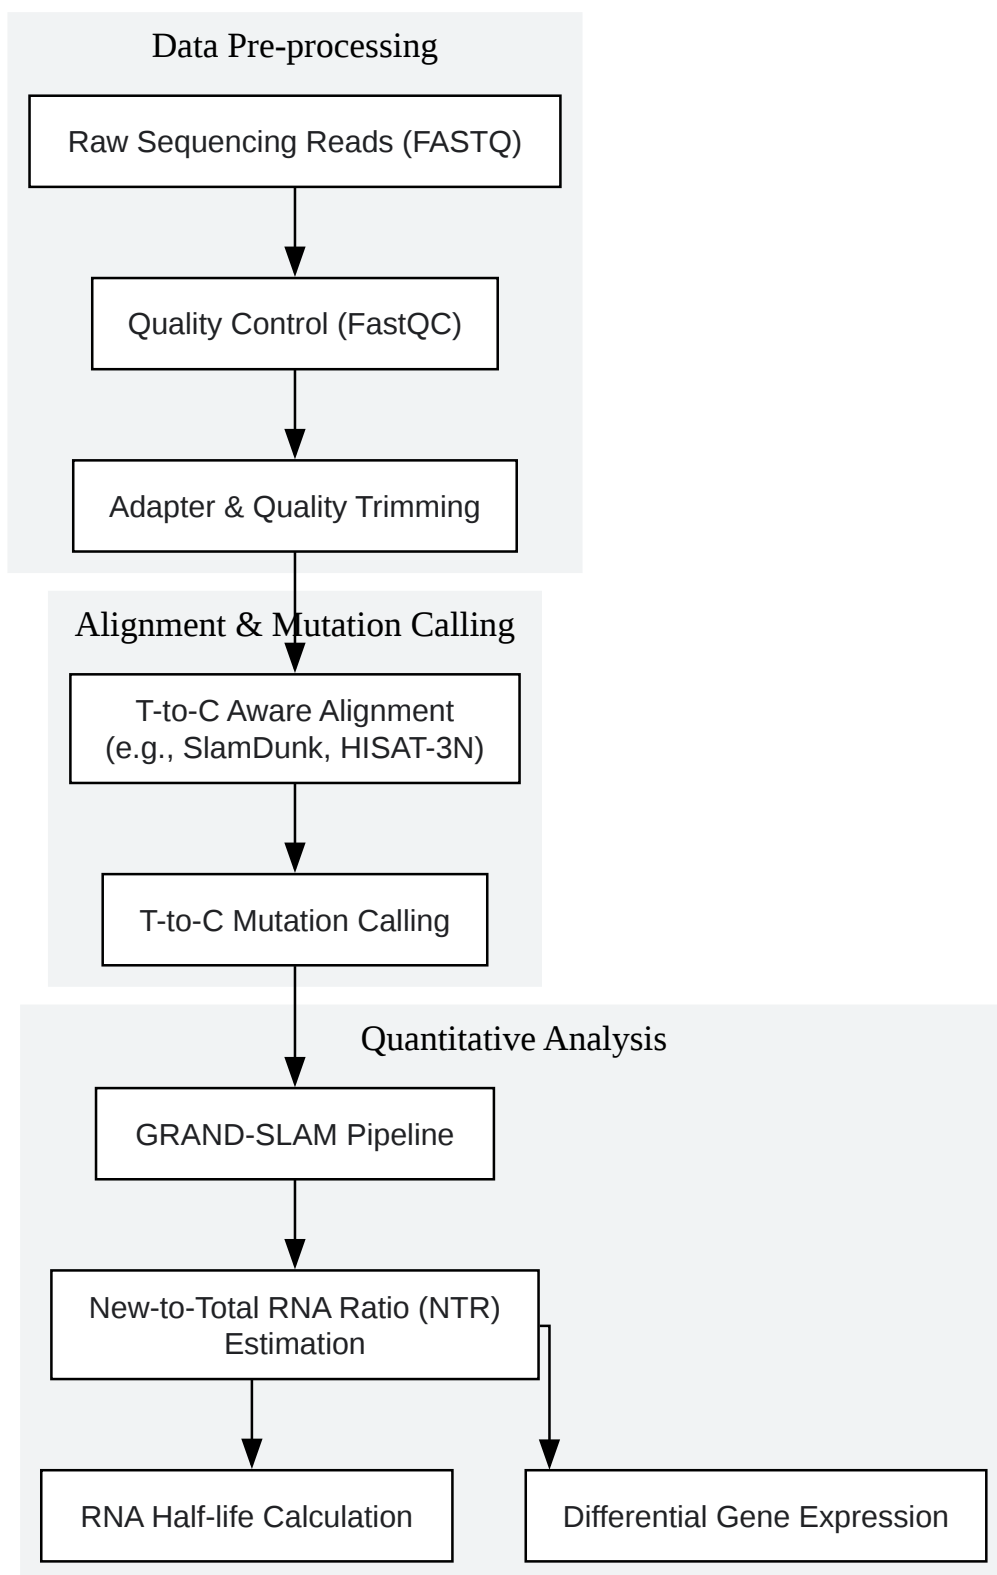 Data Pre-processing
Raw Sequencing Reads (FASTQ)
Quality Control (FastQC)
Adapter & Quality Trimming
Alignment & Mutation Calling
T-to-C Aware Alignment
(e.g., SlamDunk, HISAT-3N)
T-to-C Mutation Calling
Quantitative Analysis
GRAND-SLAM Pipeline
New-to-Total RNA Ratio (NTR)
Estimation
RNA Half-life Calculation
Differential Gene Expression